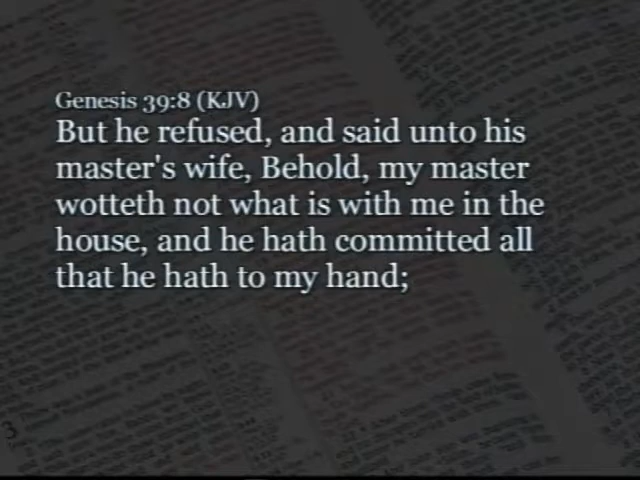 Genesis 39:8 (KJV)
But he refused, and said unto his
master's wife, Behold, my master
wotteth not what is with me in the
house, and he hath committed all
that he hath to my hand;